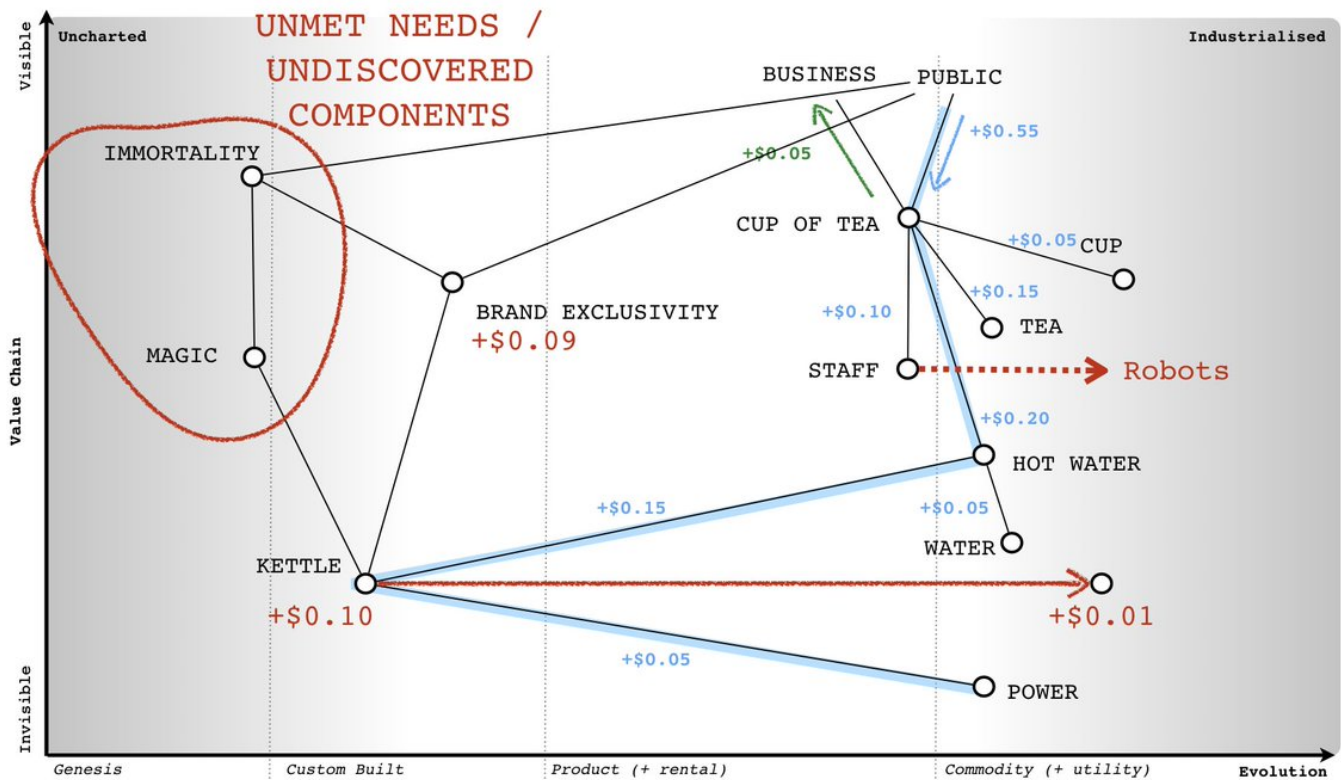 Visible
Uncharted
UNMET NEEDS /
UNDISCOVERED
COMPONENTS
Industrialised
BUSINESS
PUBLIC
+$0.55
+$0.05
IMMORTALITY
CUP OF TEA
+$0.05
CUP
+$0.15
+$0.10
BRAND EXCLUSIVITY
+$0.09
TEA
MAGIC
STAFF
Robots
Value Chain
+$0.20
HOT WATER
+$0.15
+$0.05
WATER
KETTLE
+$0.10
+$0.01
+$0.05
POWER
Invisible
Genesis
Custom Built
Product (+ rental)
Commodity (+ utility)
Evolution